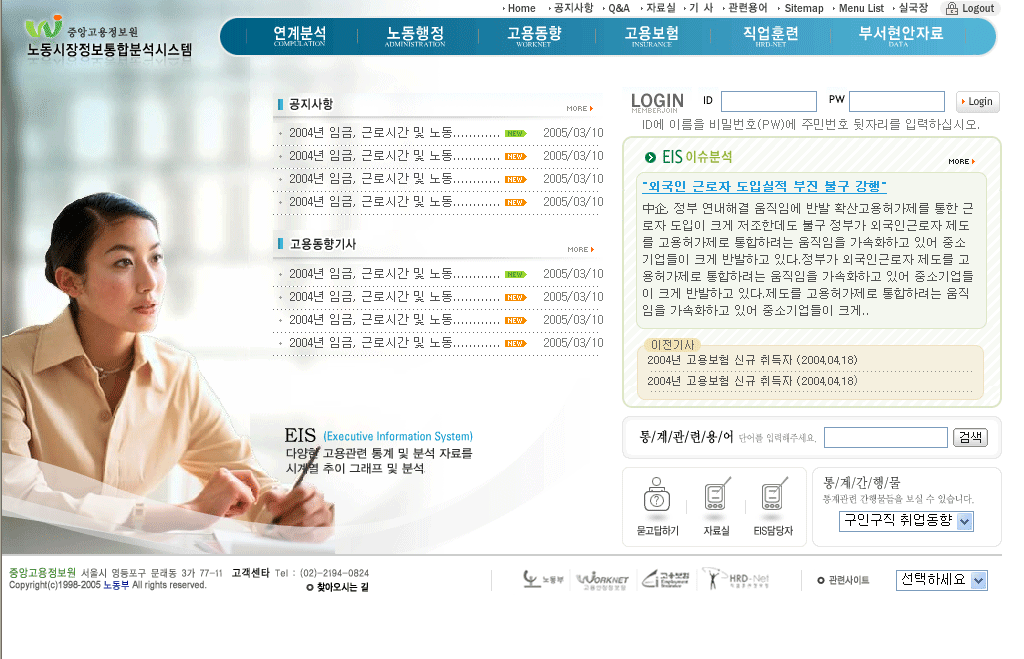 Home 공지사항 Q&A 자료실 기 사 관련용어 Sitemap Menu List 실국장 Logout
중앙고용정보원
노동시장정보통합분석시스템
연계분석 노동행정 고용동향 고용보험 직업훈련 부서현안자료
COMPULATION ADMINISTRATION WORKNET INSURANCE HRD-NET DATA
공지사항 MORE
2004년 임금, 근로시간 및 노동............ NEW 2005/03/10
2004년 임금, 근로시간 및 노동............ NEW 2005/03/10
2004년 임금, 근로시간 및 노동............ NEW 2005/03/10
2004년 임금, 근로시간 및 노동............ NEW 2005/03/10
고용동향기사 MORE
2004년 임금, 근로시간 및 노동............ NEW 2005/03/10
2004년 임금, 근로시간 및 노동............ NEW 2005/03/10
2004년 임금, 근로시간 및 노동............ NEW 2005/03/10
2004년 임금, 근로시간 및 노동............ NEW 2005/03/10
EIS (Executive Information System)
다양한 고용관련 통계 및 분석 자료를
시계열 추이 그래프 및 분석
LOGIN ID PW Login
MEMBERJOIN
ID에 이름을 비밀번호(PW)에 주민번호 뒷자리를 입력하십시오.
EIS 이슈분석 MORE
"외국인 근로자 도입실적 부진 불구 강행"
中企, 정부 연내해결 움직임에 반발 확산고용허가제를 통한 근
로자 도입이 크게 저조한데도 불구 정부가 외국인근로자 제도
를 고용허가제로 통합하려는 움직임을 가속화하고 있어 중소
기업들이 크게 반발하고 있다.정부가 외국인근로자 제도를 고
용허가제로 통합하려는 움직임을 가속화하고 있어 중소기업들
이 크게 반발하고 있다.제도를 고용허가제로 통합하려는 움직
임을 가속화하고 있어 중소기업들이 크게..
이전기사
2004년 고용보험 신규 취득자 (2004,04,18)
2004년 고용보험 신규 취득자 (2004,04,18)
통/계/관/련/용/어 단어를 입력해주세요. 검색
묻고답하기 자료실 EIS담당자
통/계/간/행/물
통계관련 간행물들을 보실 수 있습니다.
구인구직 취업동향
중앙고용정보원 서울시 영등포구 문래동 3가 77-11 고객센타 Tel : (02)-2194-0824
Copyright(c)1998-2005 노동부 All rights reserved. 찾아오시는 길
노동부 WORKNET 고용보험 HRD-Net
관련사이트 선택하세요